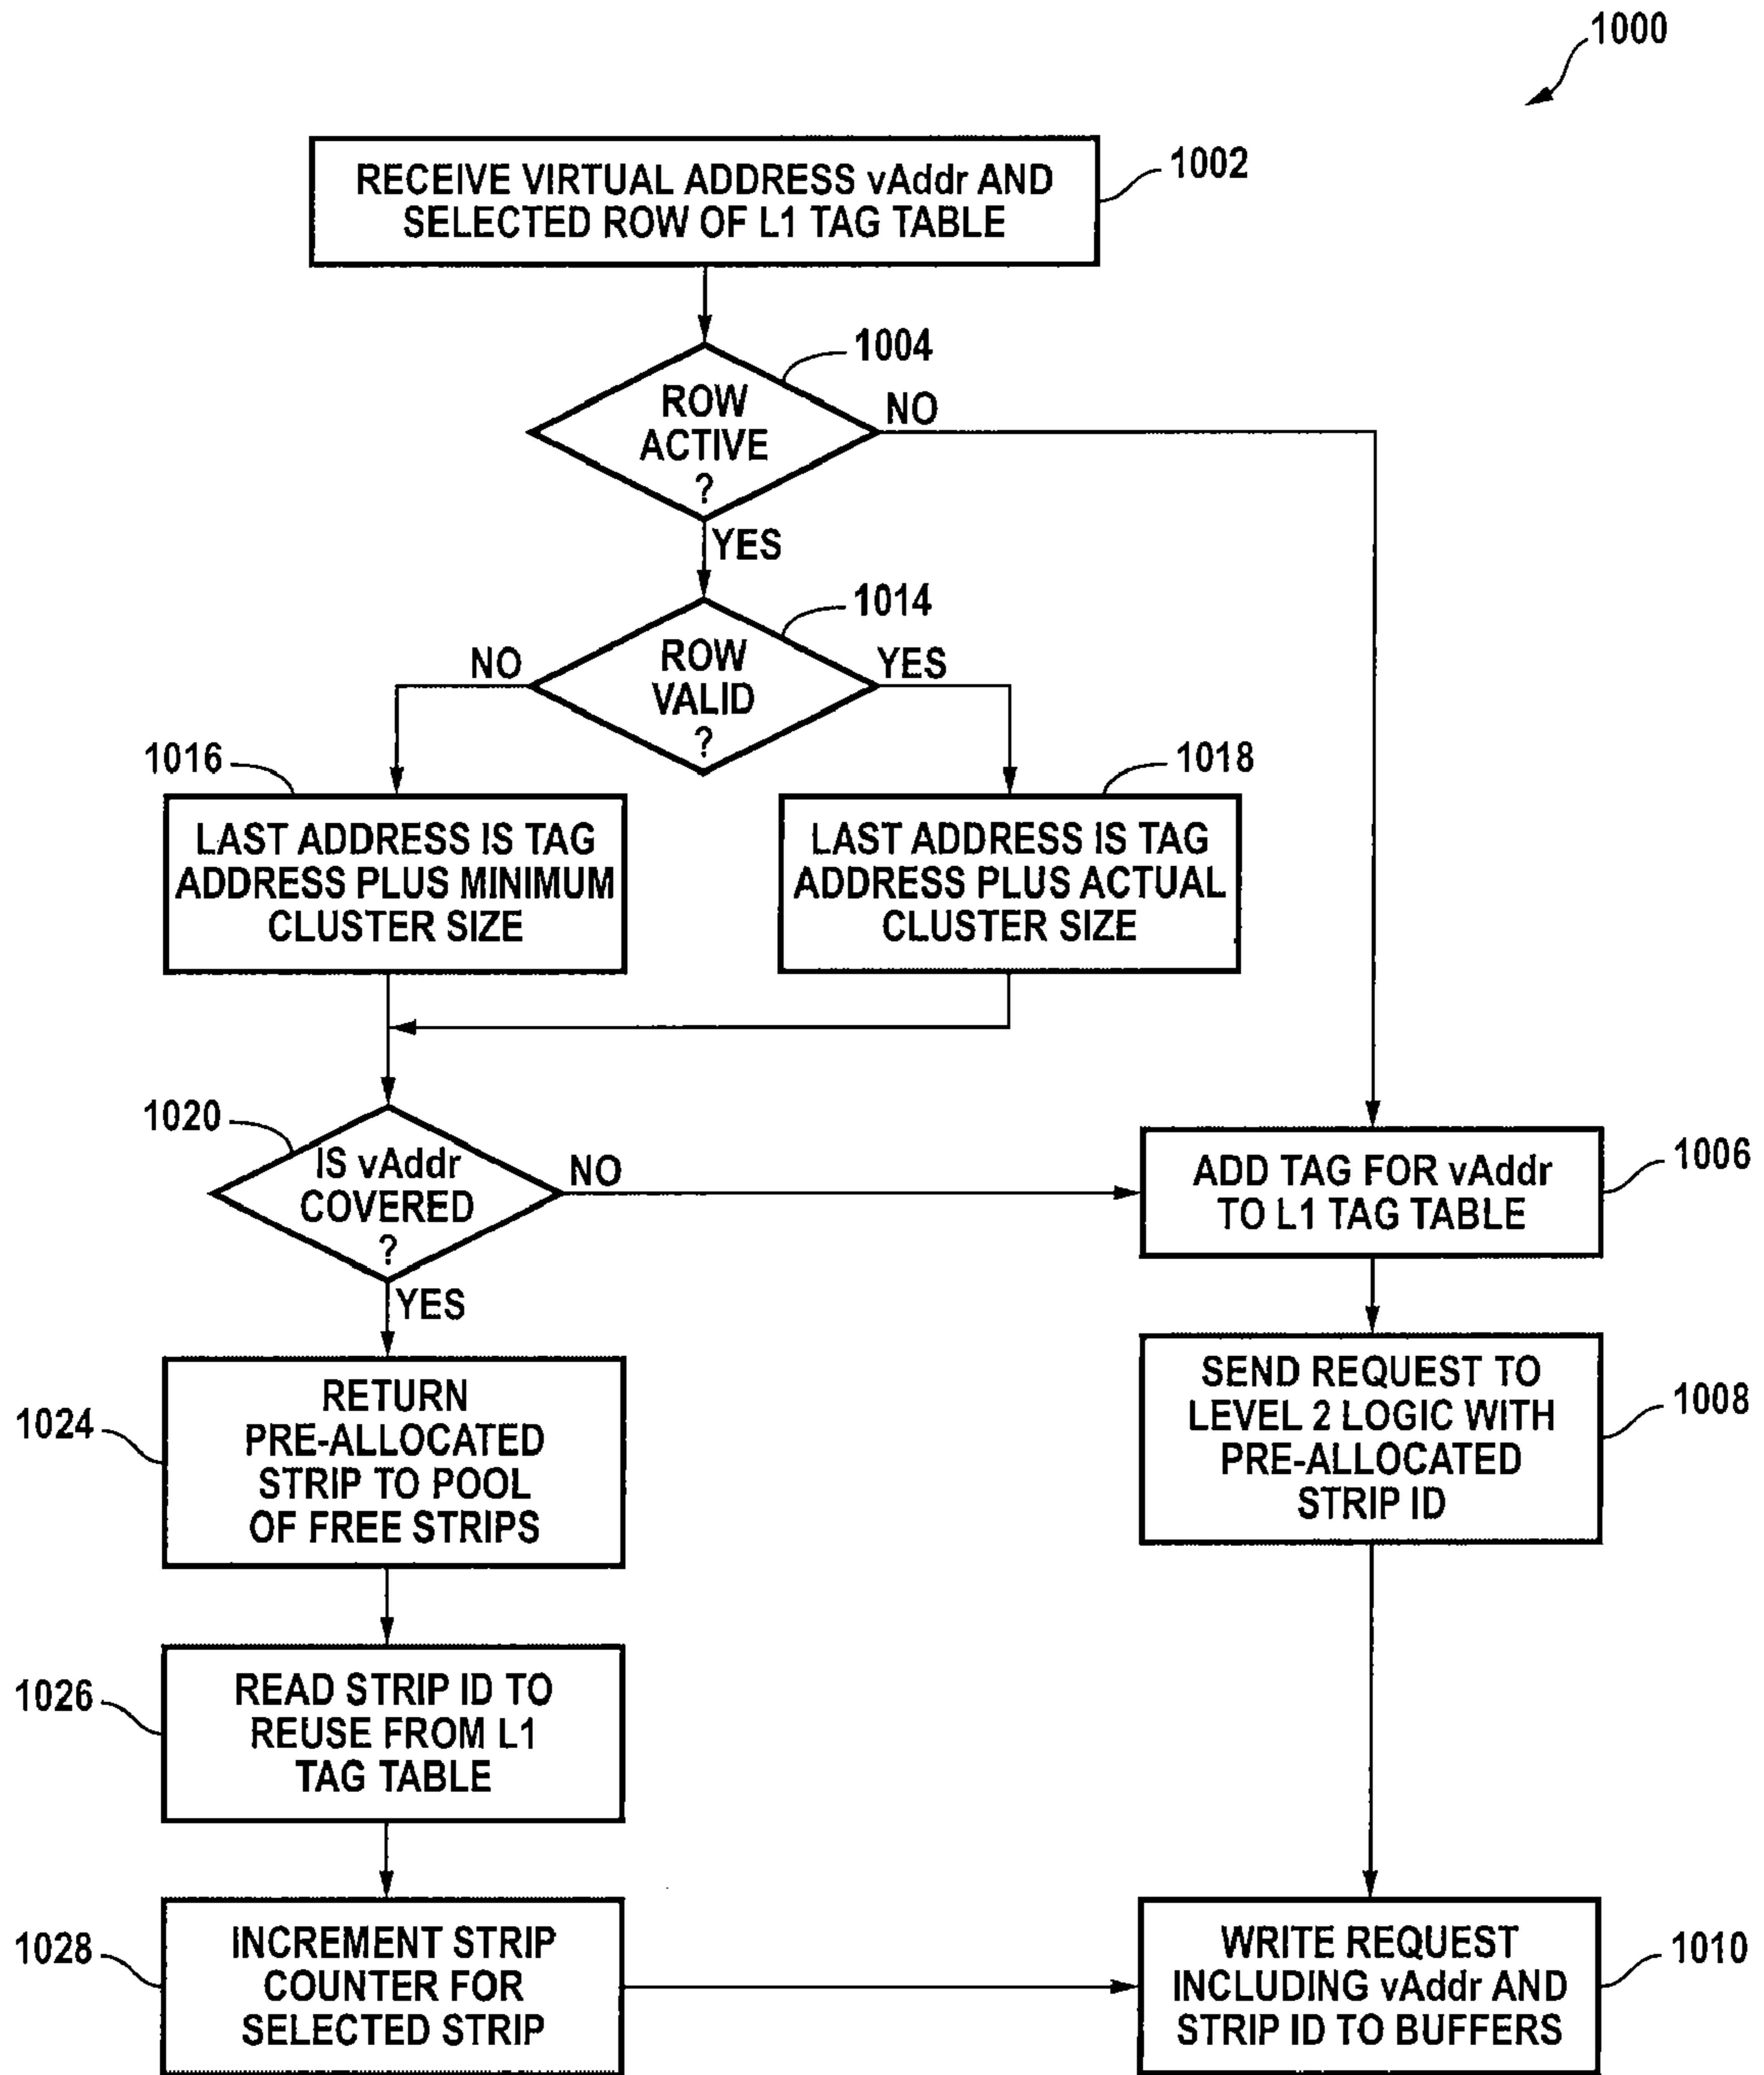 1000
RECEIVE VIRTUAL ADDRESS vAddr AND
SELECTED ROW OF L1 TAG TABLE
1002
1004
ROW
ACTIVE
?
NO
YES
1014
ROW
VALID
?
NO
YES
1016
1018
LAST ADDRESS IS TAG
ADDRESS PLUS MINIMUM
CLUSTER SIZE
LAST ADDRESS IS TAG
ADDRESS PLUS ACTUAL
CLUSTER SIZE
1020
IS vAddr
COVERED
?
NO
YES
ADD TAG FOR vAddr
TO L1 TAG TABLE
1006
SEND REQUEST TO
LEVEL 2 LOGIC WITH
PRE-ALLOCATED
STRIP ID
1008
1024
RETURN
PRE-ALLOCATED
STRIP TO POOL
OF FREE STRIPS
1026
READ STRIP ID TO
REUSE FROM L1
TAG TABLE
1028
INCREMENT STRIP
COUNTER FOR
SELECTED STRIP
WRITE REQUEST
INCLUDING vAddr AND
STRIP ID TO BUFFERS
1010